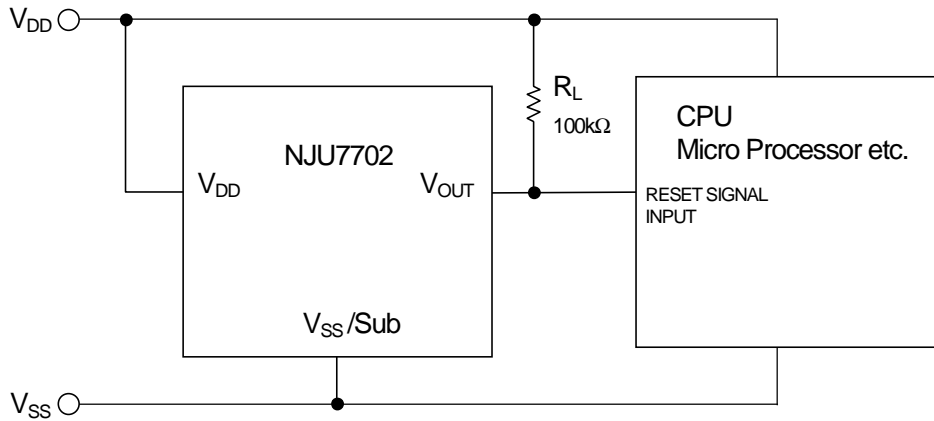 VDD
RL
100kΩ
CPU
Micro Processor etc.
NJU7702
VDD
VOUT
RESET SIGNAL
INPUT
VSS/Sub
VSS